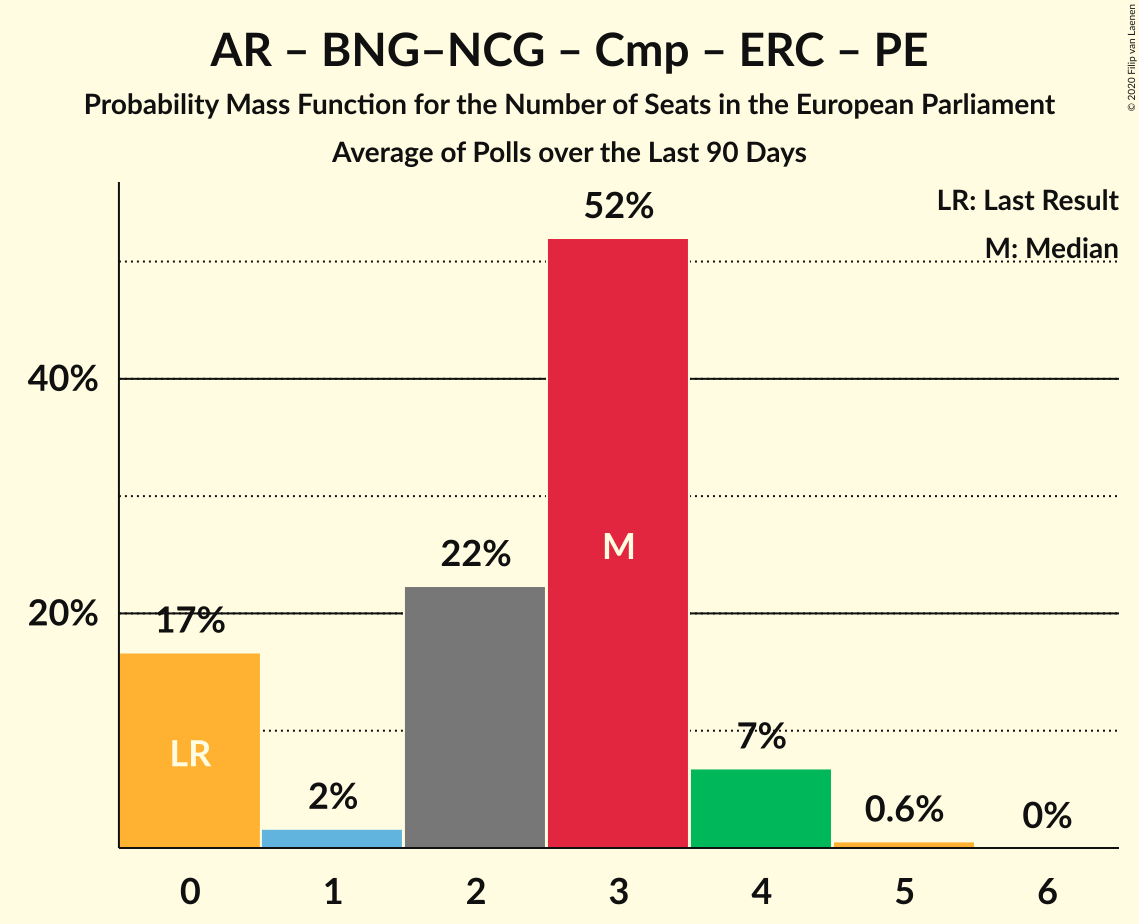 AR – BNG–NCG – Cmp – ERC – PE
Probability Mass Function for the Number of Seats in the European Parliament
Average of Polls over the Last 90 Days
© 2020 Filip van Laenen
LR: Last Result
M: Median
52%
40%
22%
20%
17%
7%
2%
0.6%
0%
M
LR
0 1 2 3 4 5 6